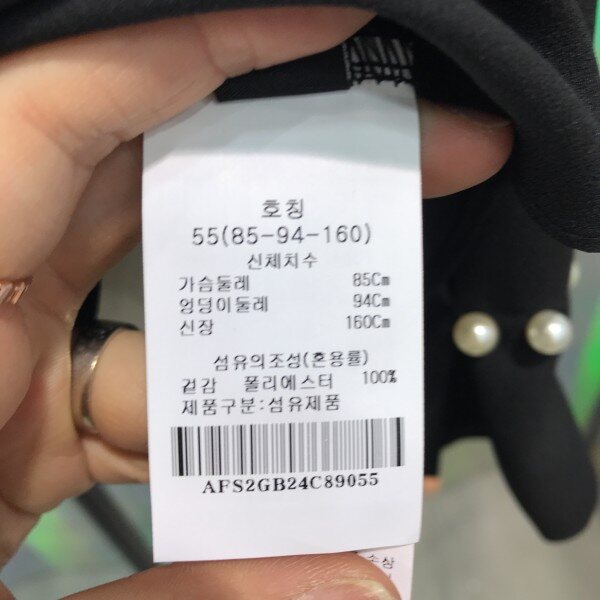 호칭
55(85-94-160)
신체치수
가슴둘레 85Cm
엉덩이둘레 94Cm
신장 160Cm
섬유의조성(혼용률)
겉감 폴리에스터 100%
제품구분:섬유제품
AFS2GB24C89055
수상